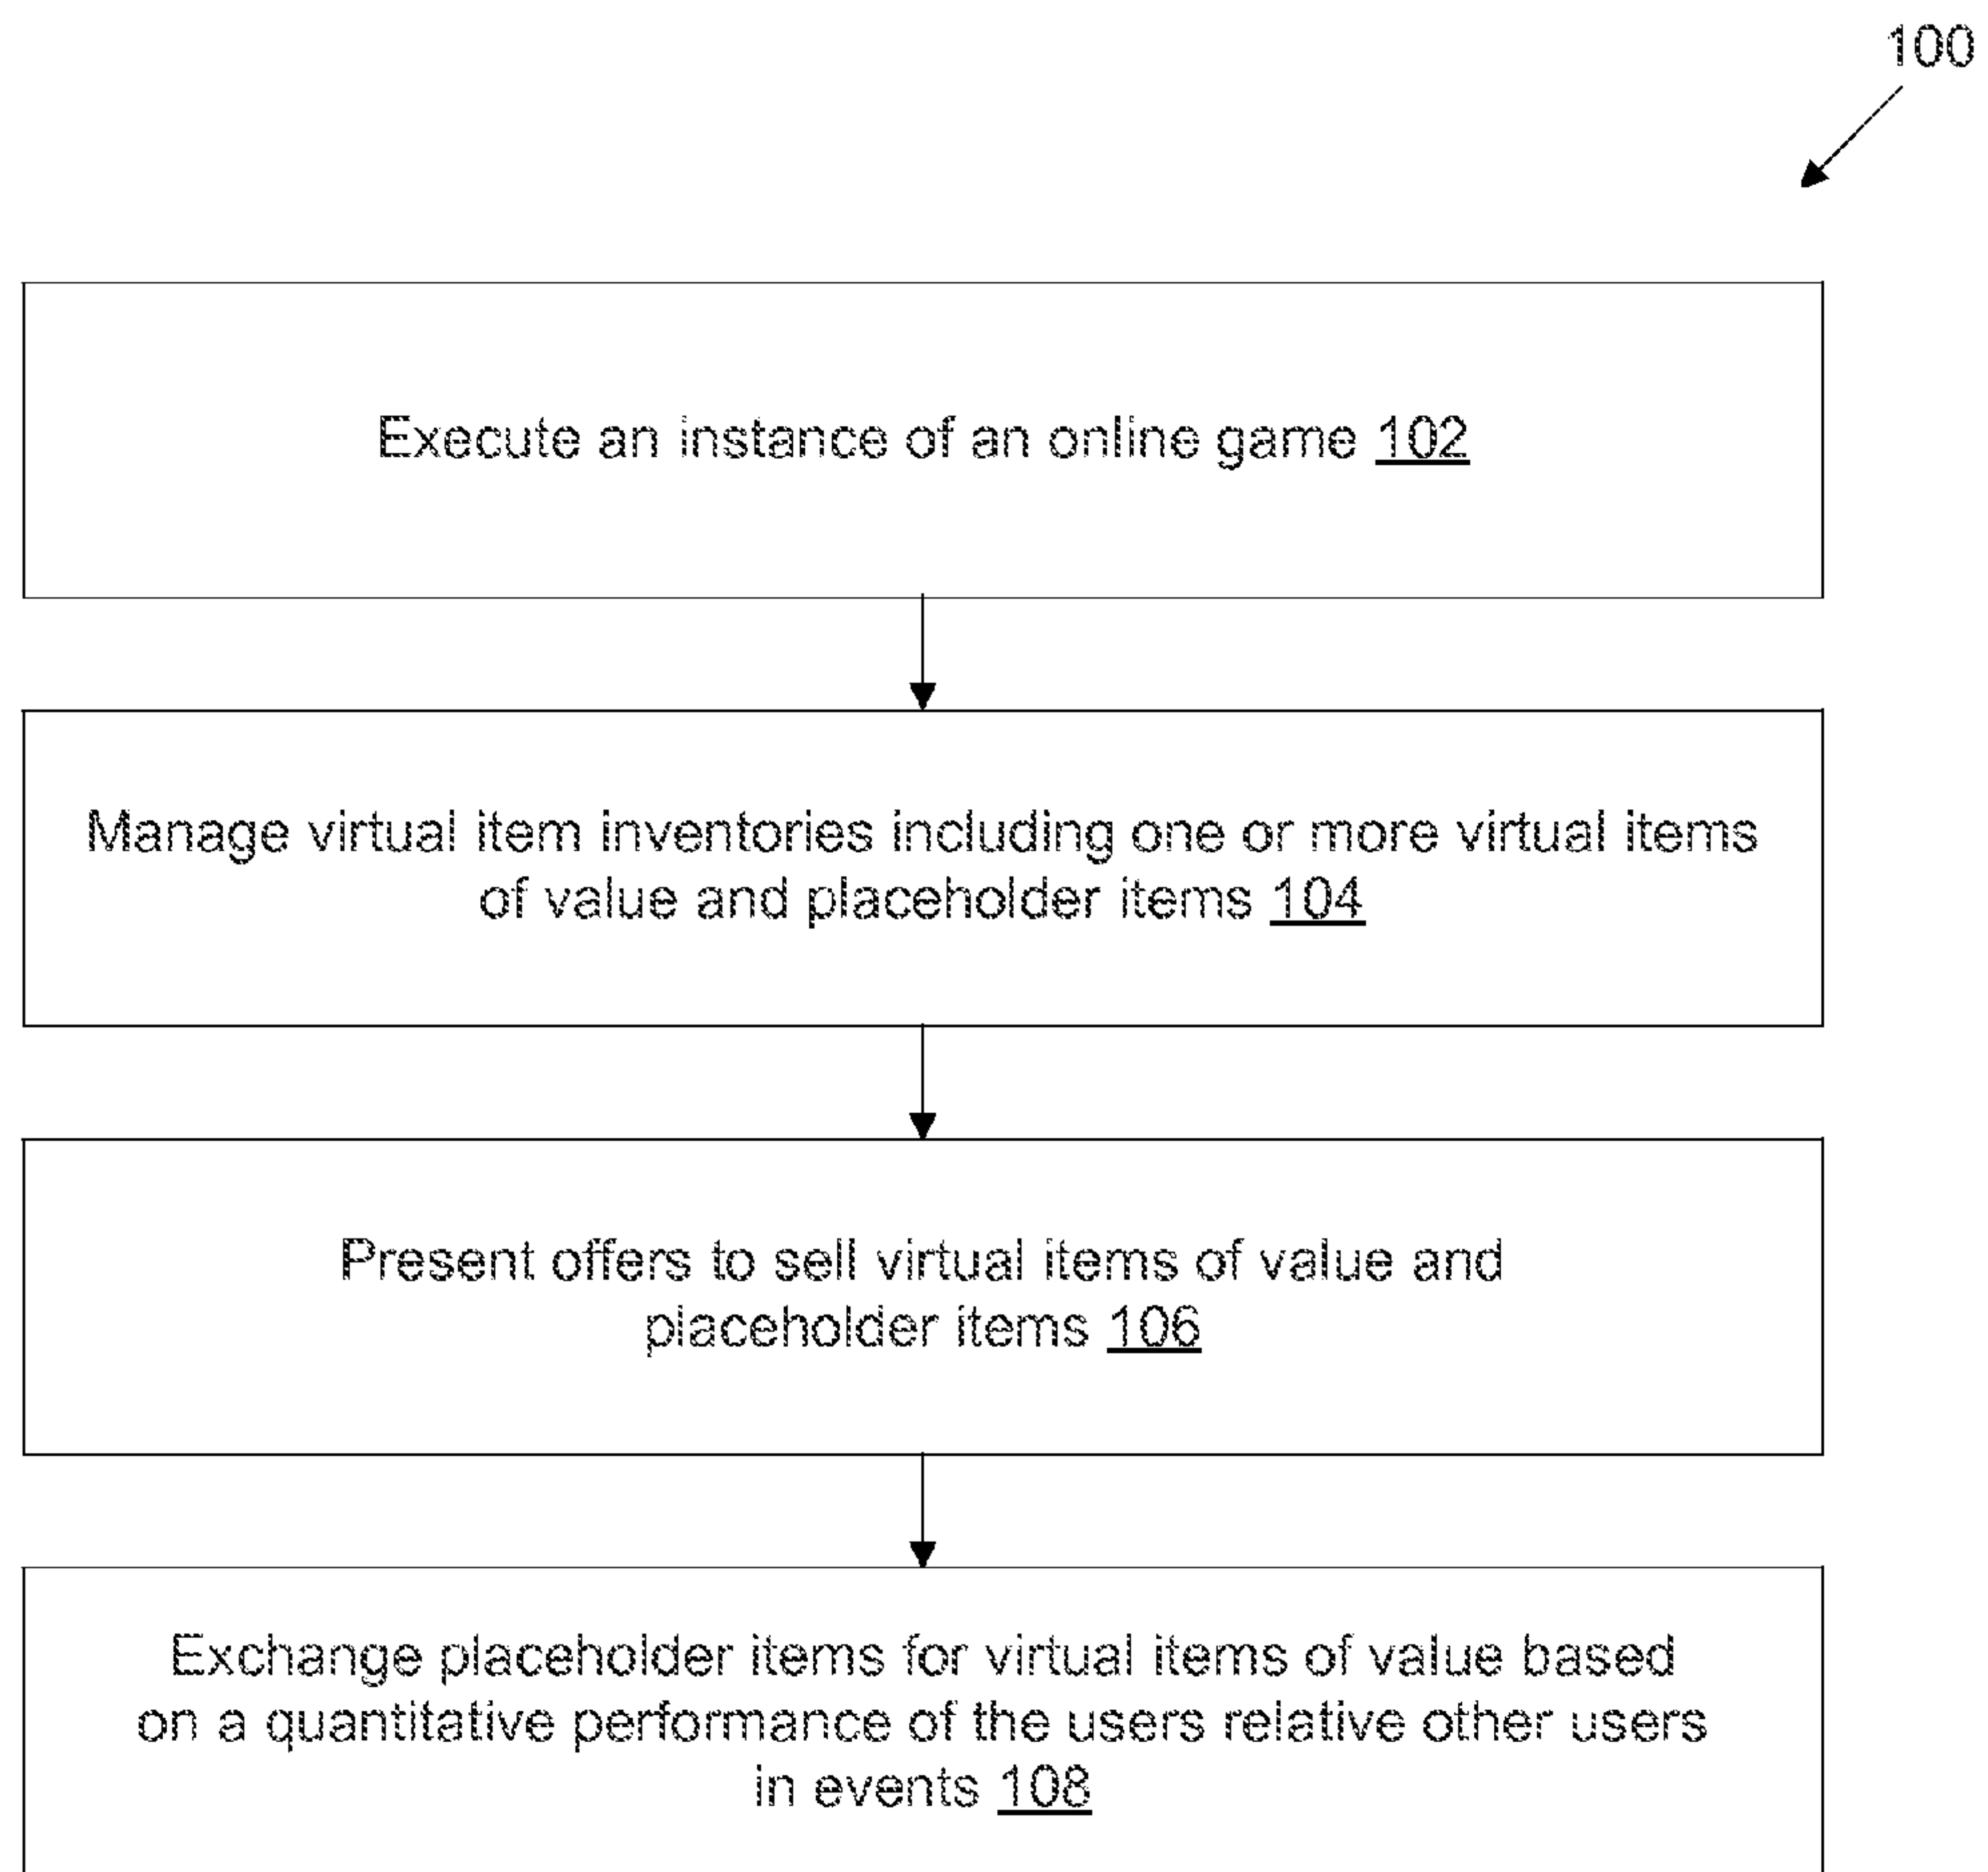 100
Execute an instance of an online game 102
Manage virtual item inventories including one or more virtual items
of value and placeholder items 104
Present offers to sell virtual items of value and
placeholder items 106
Exchange placeholder items for virtual items of value based
on a quantitative performance of the users relative other users
in events 108